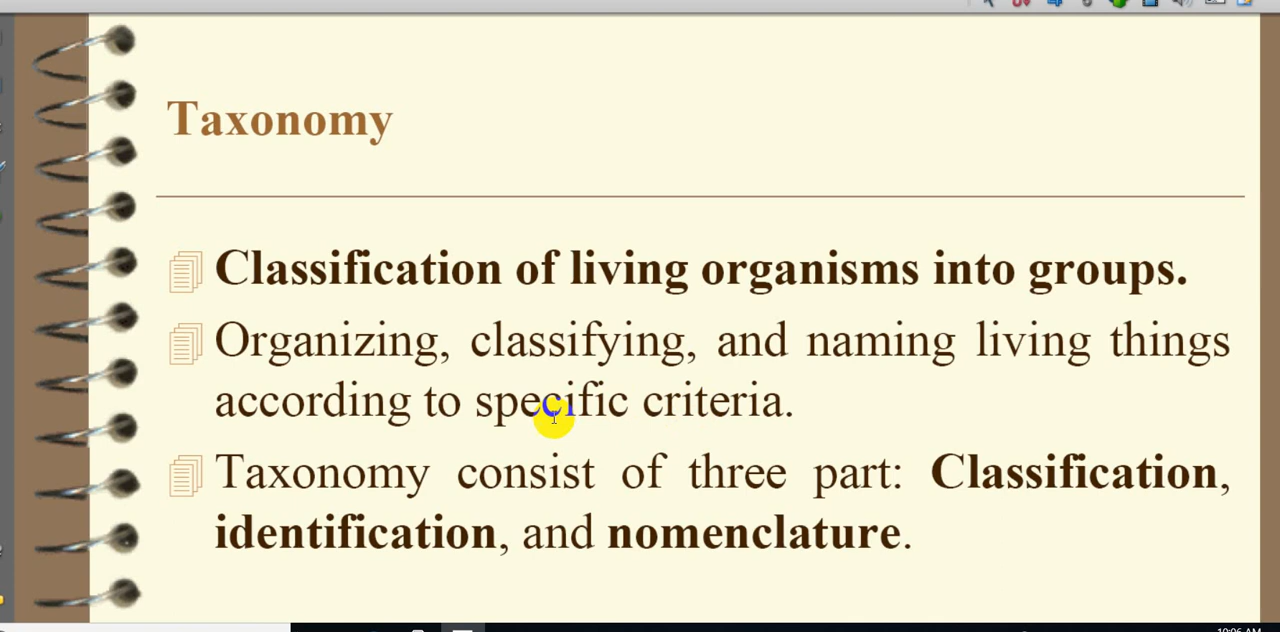 Taxonomy
Classification of living organisms into groups.
Organizing, classifying, and naming living things
according to specific criteria.
Taxonomy consist of three part: Classification,
identification, and nomenclature.